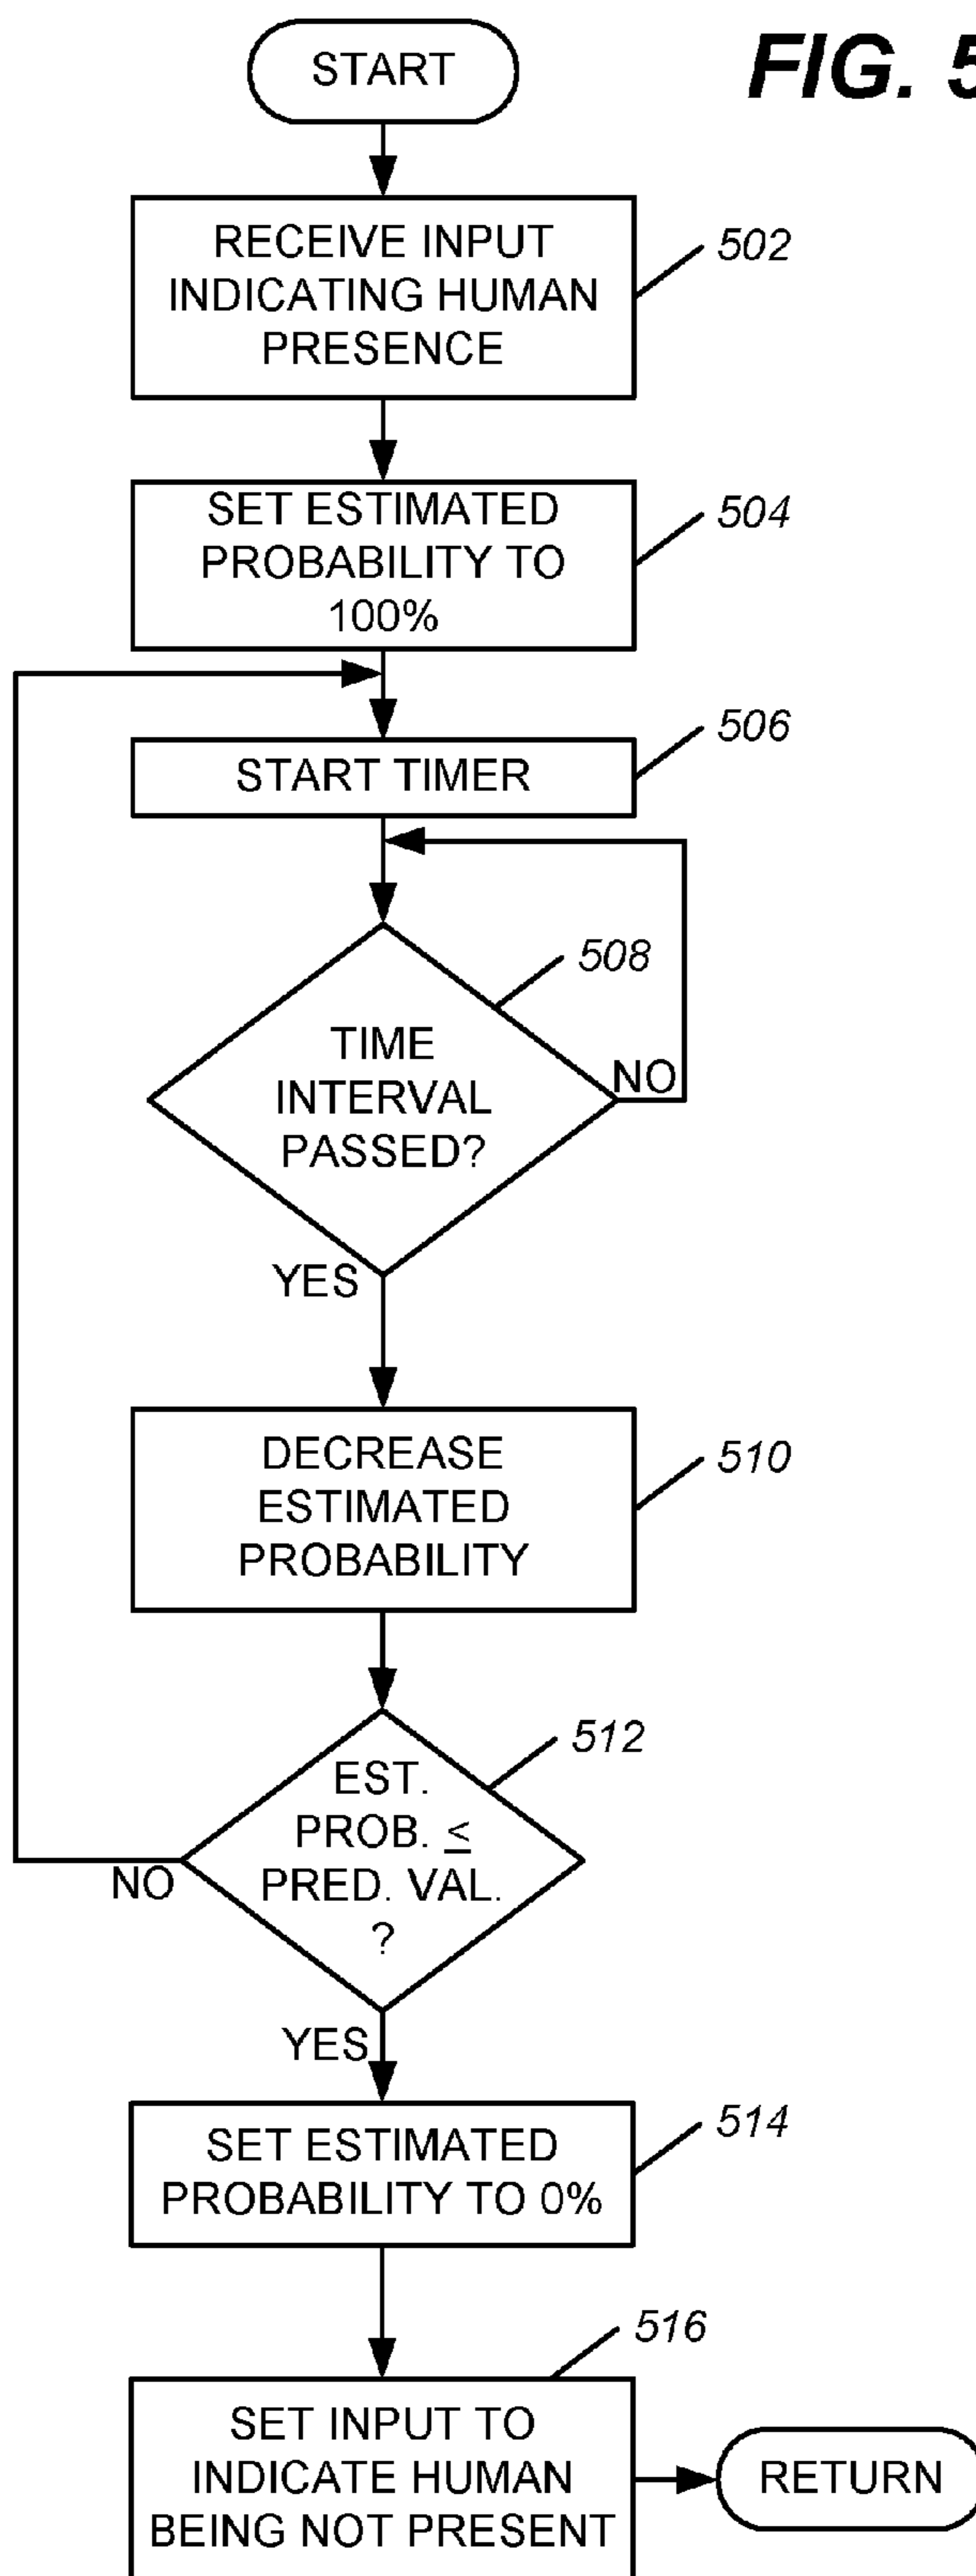 FIG. 5
START
RECEIVE INPUT
INDICATING HUMAN
PRESENCE
502
SET ESTIMATED
PROBABILITY TO
100%
504
START TIMER
506
TIME
INTERVAL
PASSED?
508
NO
YES
DECREASE
ESTIMATED
PROBABILITY
510
EST.
PROB. ≤
PRED. VAL.
?
512
NO
YES
SET ESTIMATED
PROBABILITY TO 0%
514
SET INPUT TO
INDICATE HUMAN
BEING NOT PRESENT
516
RETURN